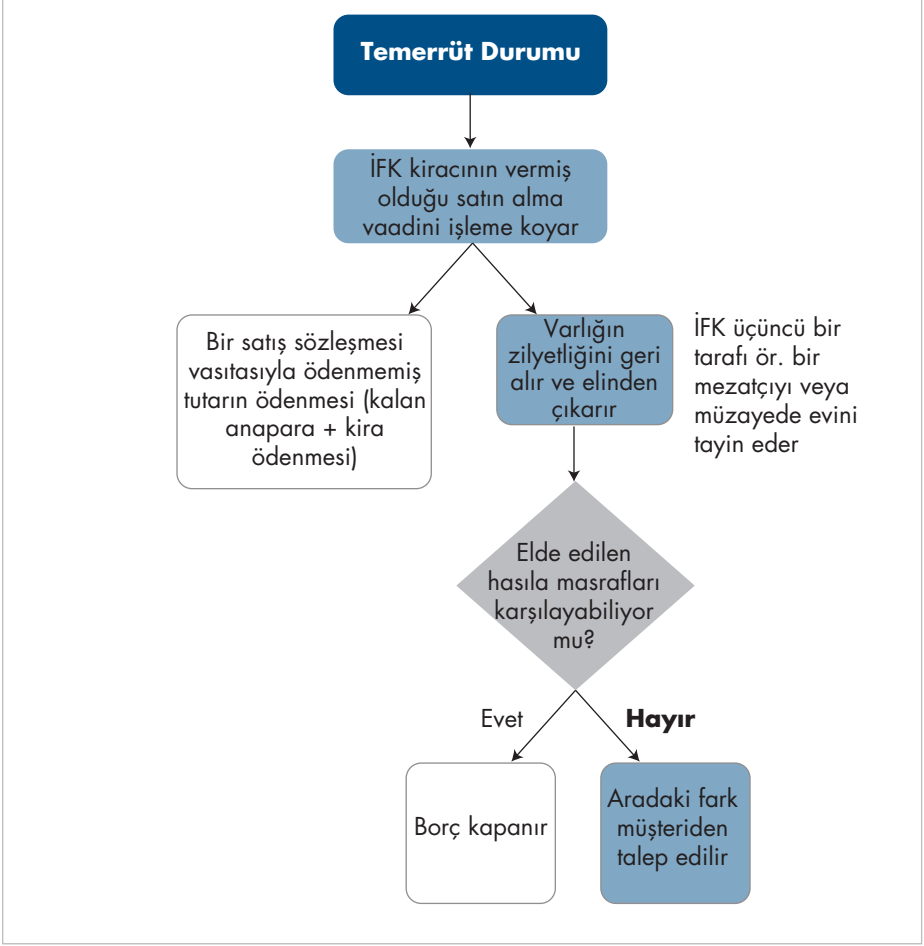 Temerrüt Durumu
İFK kiracının vermiş
olduğu satın alma
vaadini işleme koyar
Bir satış sözleşmesi
vasıtasıyla ödenmemiş
tutarın ödenmesi (kalan
anapara + kira
ödenmesi)
Varlığın
zilyetliğini geri
alır ve elinden
çıkarır
İFK üçüncü bir
tarafı ör. bir
mezatçıyı veya
müzayede evini
tayin eder
Elde edilen
hasıla masrafları
karşılayabiliyor
mu?
Evet
Hayır
Borç kapanır
Aradaki fark
müşteriden
talep edilir